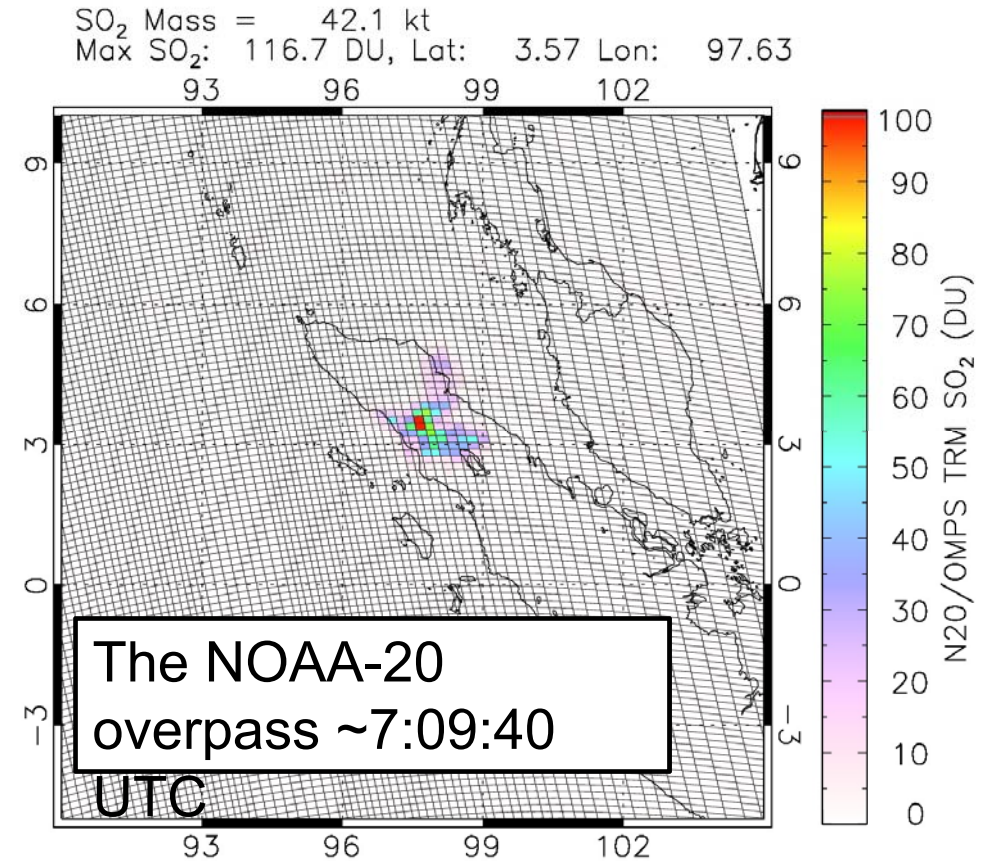 SO₂ Mass = 42.1 kt
Max SO₂: 116.7 DU, Lat: 3.57 Lon: 97.63
93 96 99 102
9 9
6 6
3 3
0 0
-3 -3
93 96 99 102
100
90
80
70
60
50
40
30
20
10
0
N20/OMPS TRM SO₂ (DU)
The NOAA-20
overpass ~7:09:40
UTC